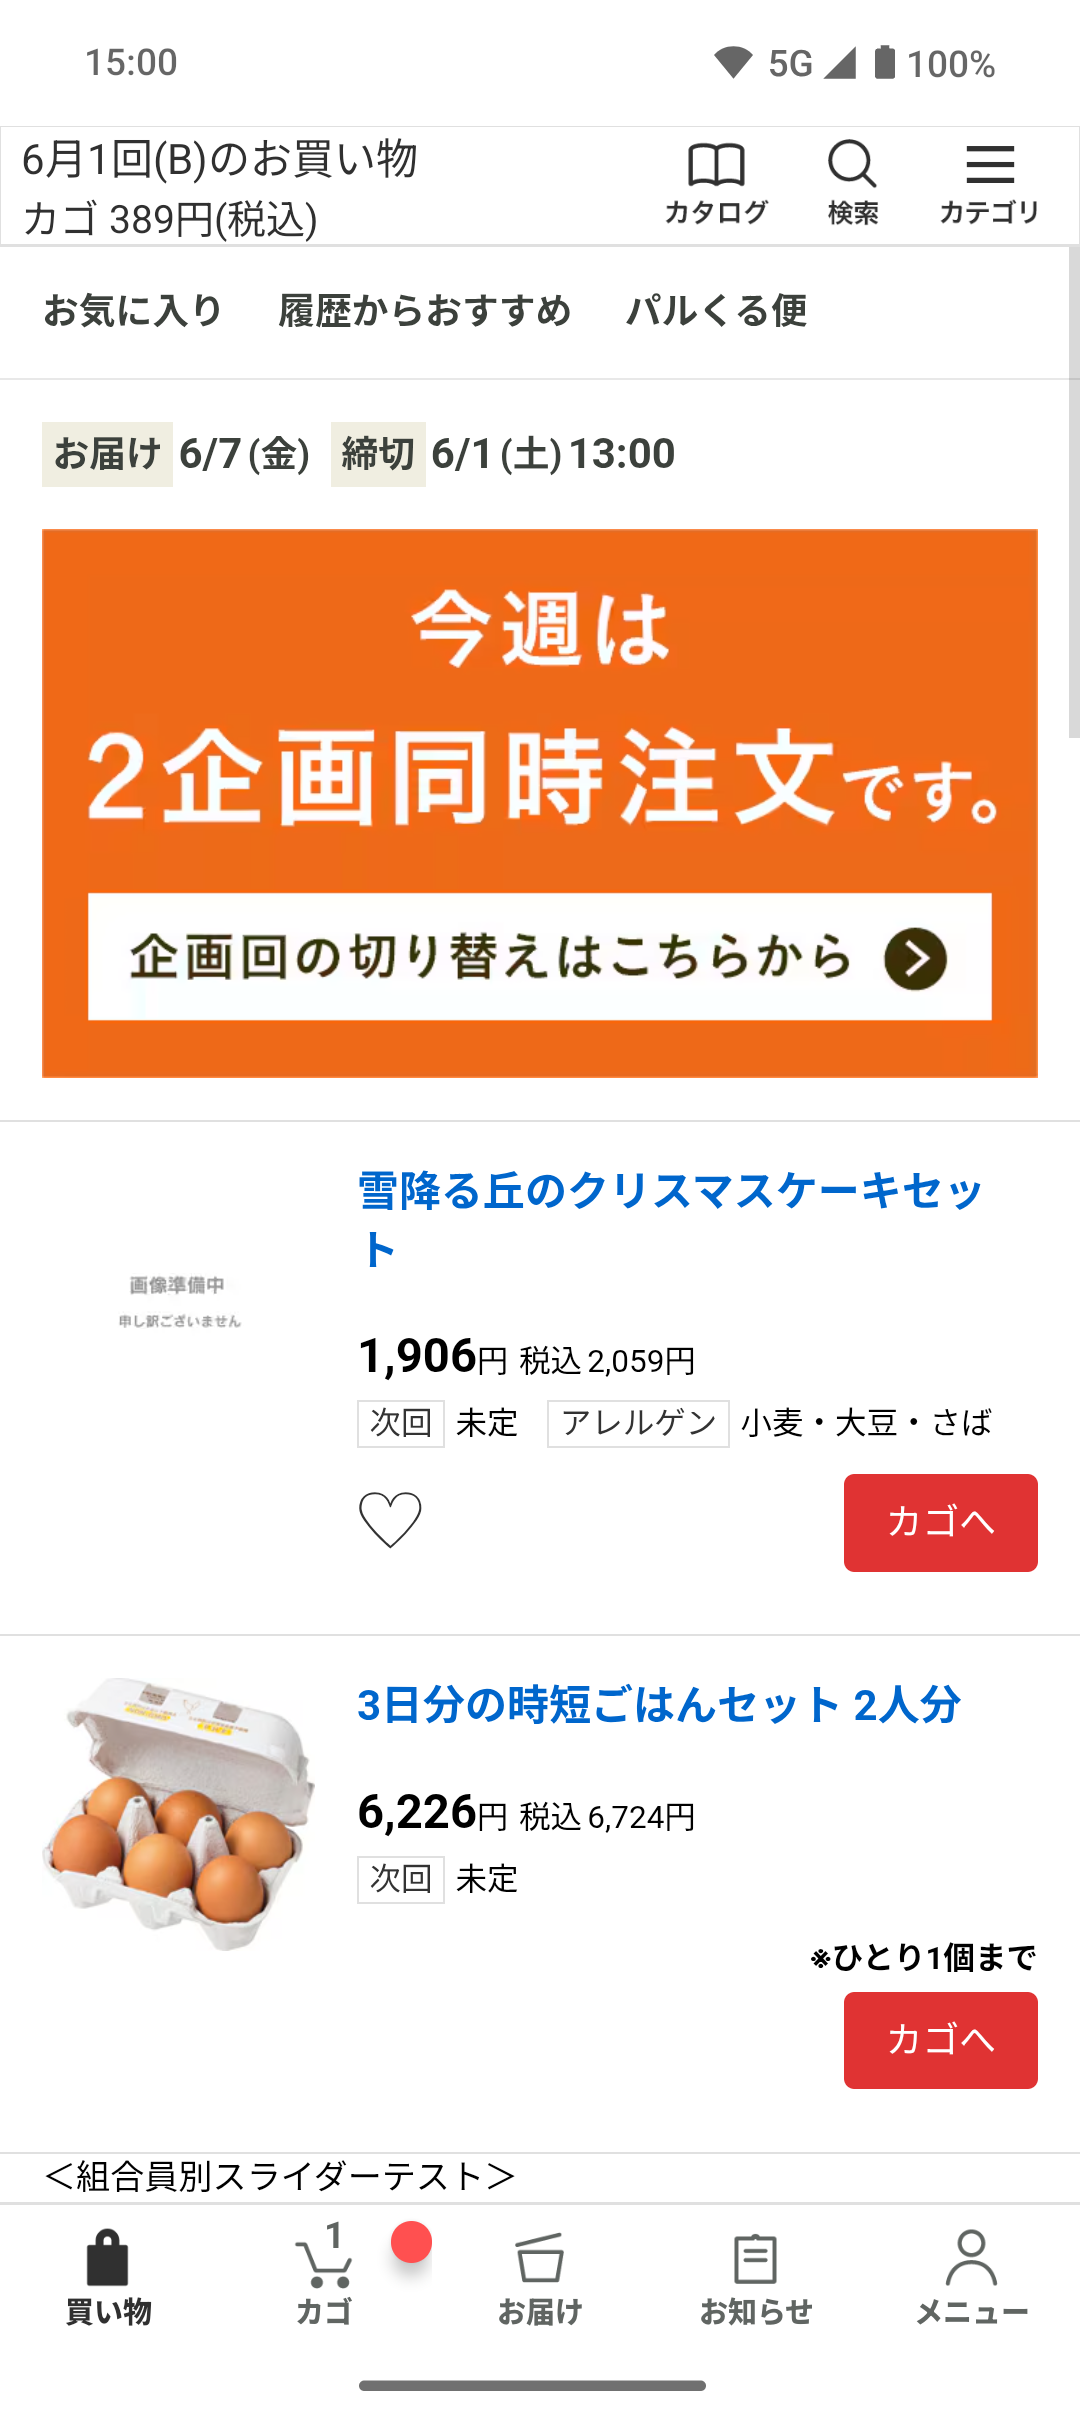 15:00
5G
100%
6月1回(B)のお買い物
カゴ 389円(税込)
カタログ
検索
カテゴリ
お気に入り
履歴からおすすめ
パルくる便
お届け 6/7(金) 締切 6/1(土)13:00
今週は
2企画同時注文です。
企画回の切り替えはこちらから
画像準備中
申し訳ございません
雪降る丘のクリスマスケーキセッ
ト
1,906円 税込 2,059円
次回 未定 アレルゲン 小麦・大豆・さば
カゴへ
3日分の時短ごはんセット 2人分
6,226円 税込 6,724円
次回 未定
※ひとり1個まで
カゴへ
＜組合員別スライダーテスト＞
1
買い物
カゴ
お届け
お知らせ
メニュー